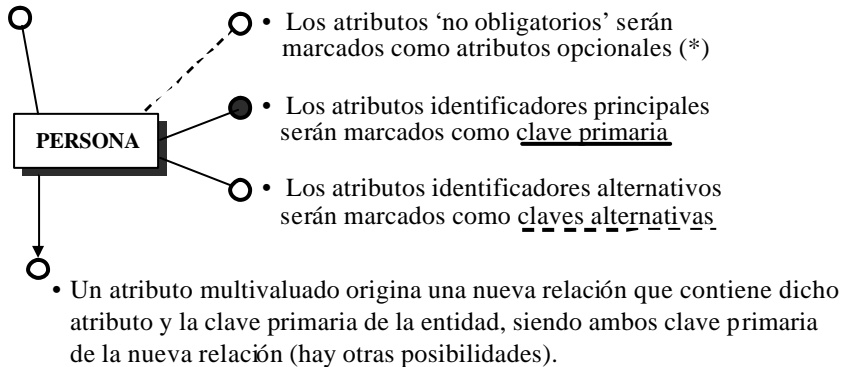 • Los atributos ‘no obligatorios’ serán
marcados como atributos opcionales (*)
• Los atributos identificadores principales
serán marcados como clave primaria
PERSONA
• Los atributos identificadores alternativos
serán marcados como claves alternativas
• Un atributo multivaluado origina una nueva relación que contiene dicho
atributo y la clave primaria de la entidad, siendo ambos clave primaria
de la nueva relación (hay otras posibilidades).